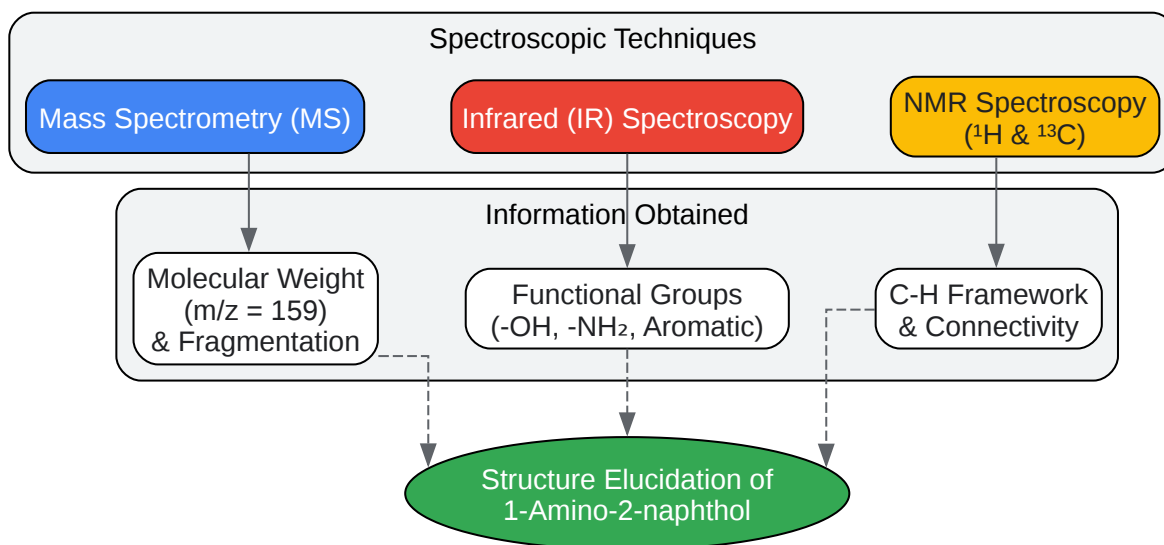 Spectroscopic Techniques
Mass Spectrometry (MS)
Infrared (IR) Spectroscopy
NMR Spectroscopy
(¹H & ¹³C)
Information Obtained
Molecular Weight
(m/z = 159)
& Fragmentation
Functional Groups
(-OH, -NH₂, Aromatic)
C-H Framework
& Connectivity
Structure Elucidation of
1-Amino-2-naphthol